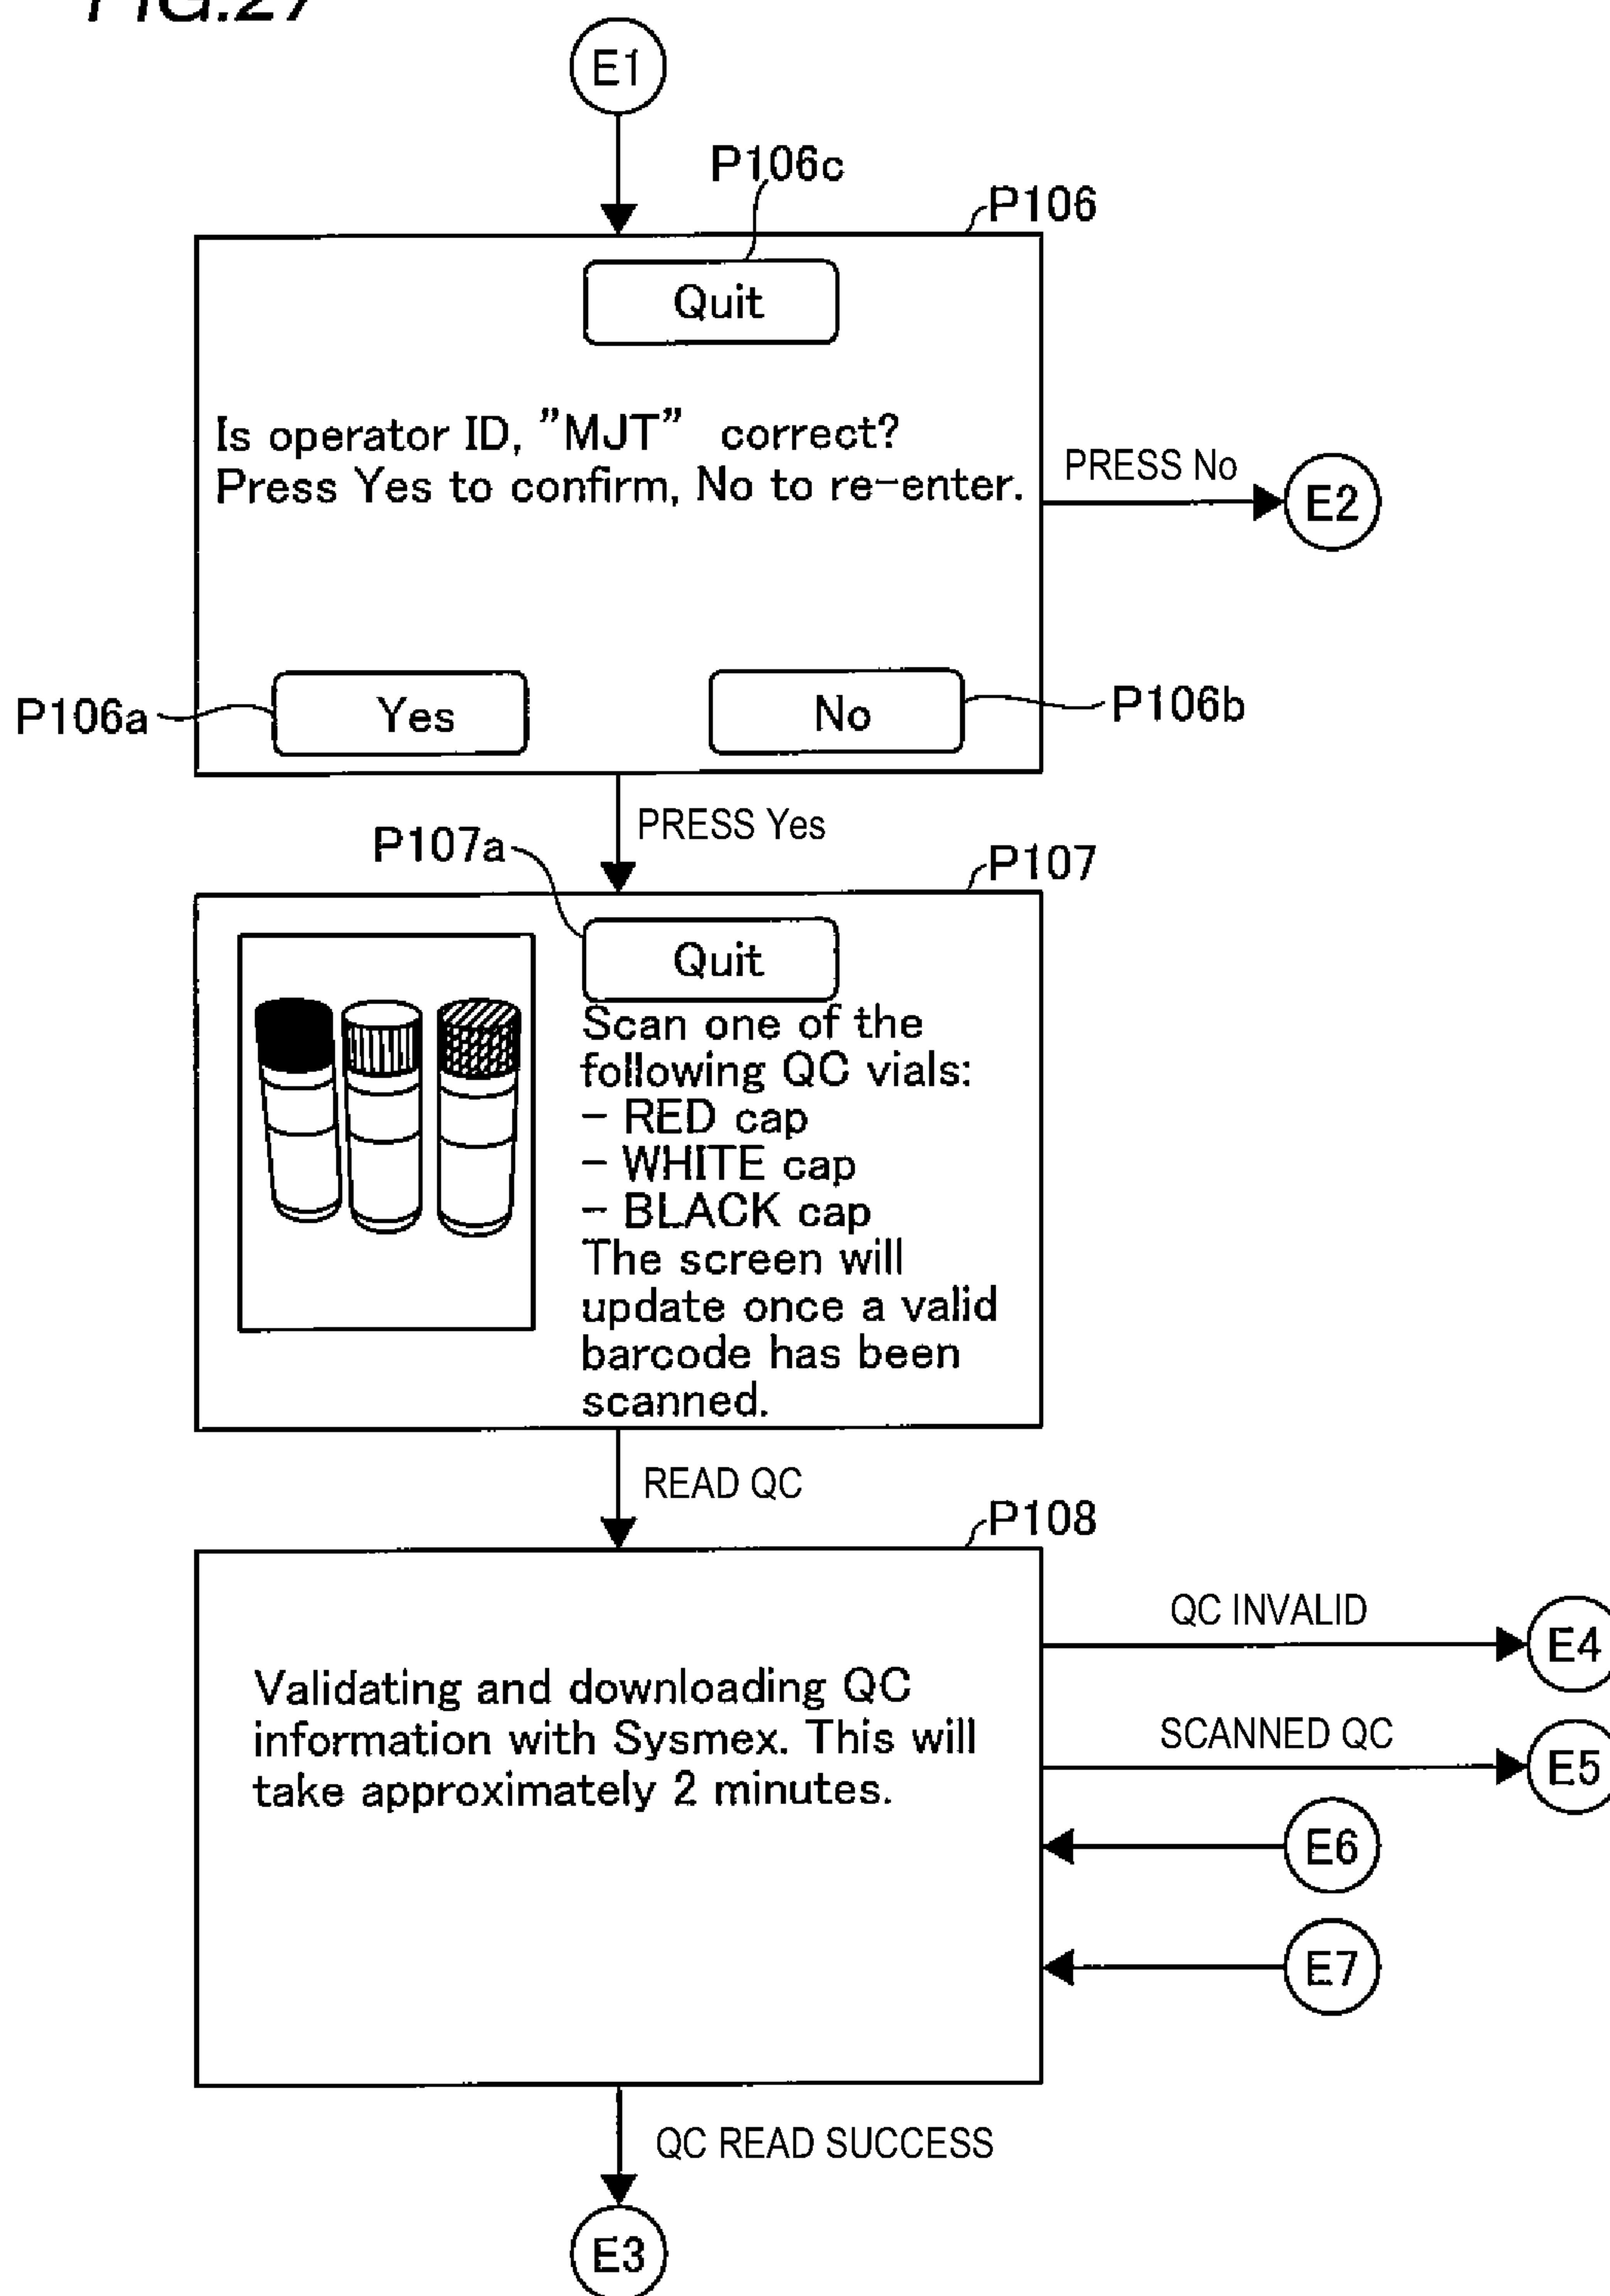 FIG.27
E1
P106c
P106
Quit
Is operator ID, ”MJT” correct?
Press Yes to confirm, No to re-enter.
PRESS No
E2
P106a
Yes
No
P106b
PRESS Yes
P107a
P107
Quit
Scan one of the
following QC vials:
- RED cap
- WHITE cap
- BLACK cap
The screen will
update once a valid
barcode has been
scanned.
READ QC
P108
Validating and downloading QC
information with Sysmex. This will
take approximately 2 minutes.
QC INVALID
E4
SCANNED QC
E5
E6
E7
QC READ SUCCESS
E3